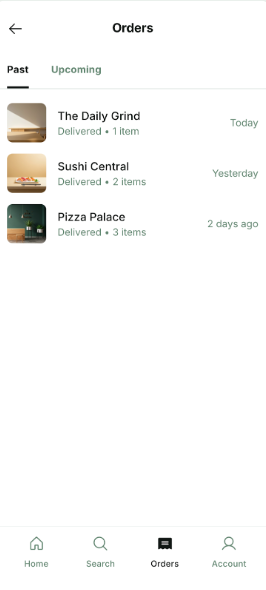 Orders
Past
Upcoming
The Daily Grind
Delivered • 1 item
Today
Sushi Central
Delivered • 2 items
Yesterday
Pizza Palace
Delivered • 3 items
2 days ago
Home
Search
Orders
Account